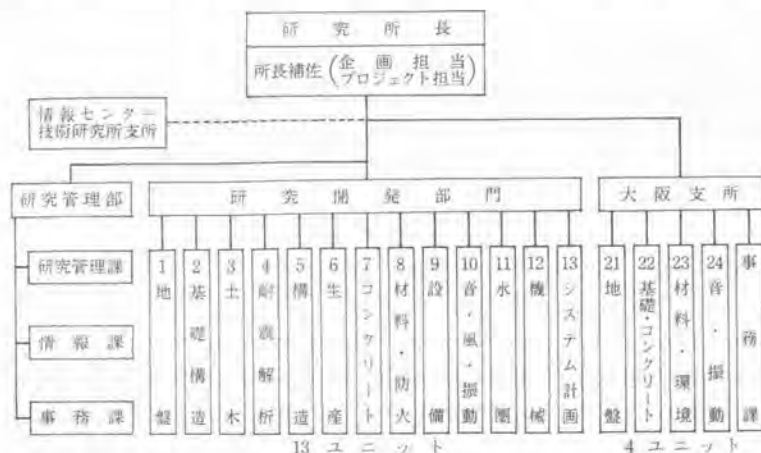 研究所長
所長補佐（企画担当
プロジェクト担当）
情報センター
技術研究所支所
研究管理部
研究開発部門
大阪支所
研究管理課
情報課
事務課
1 地盤
2 基礎構造
3 土木
4 耐震解析
5 構造
6 生産
7 コンクリート
8 材料・防火
9 設備
10 音・風・振動
11 水圏
12 機械
13 システム計画
21 地盤
22 基礎・コンクリート
23 材料・環境
24 音・振動
事務課
13 ユニット
4 ユニット